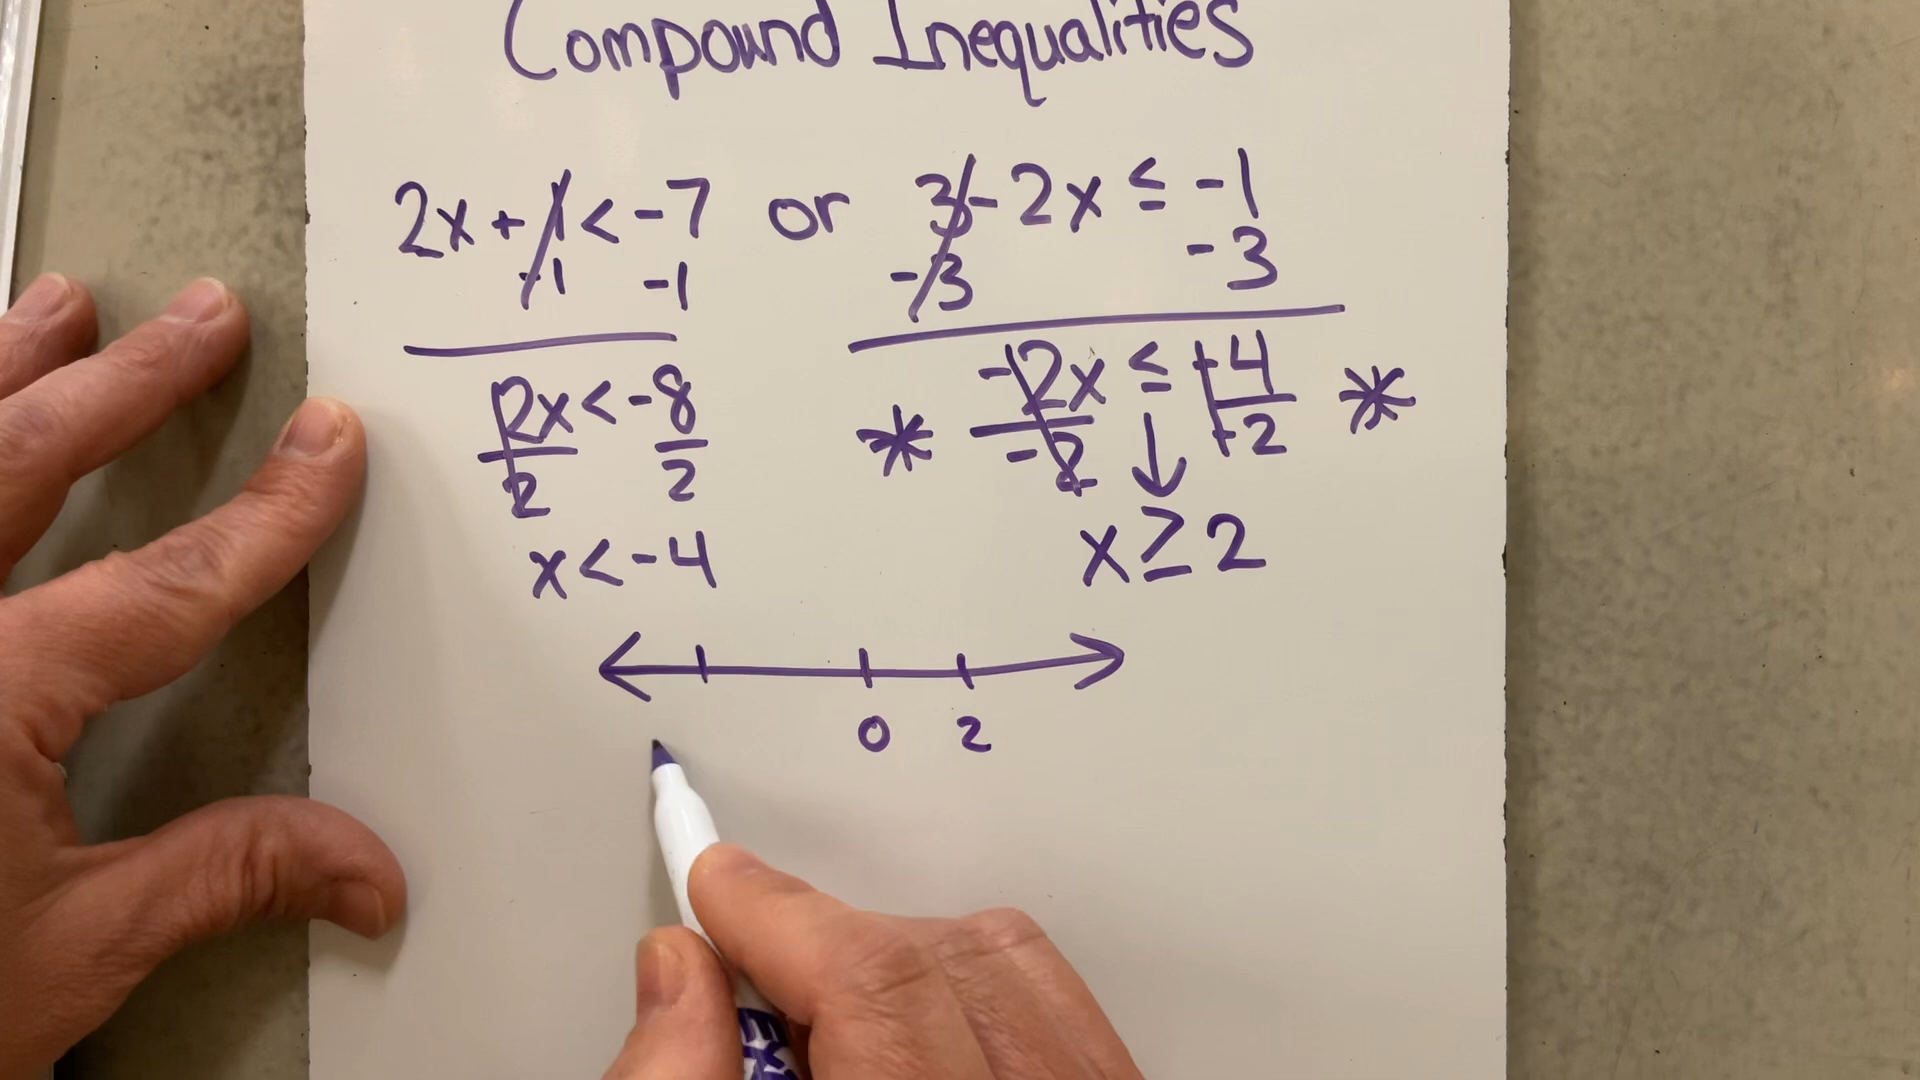 Compound Inequalities
2x + 1 < -7 or 3 - 2x ≤ -1
-1 -1 -3 -3
2x < -8 -2x ≤ -4
2 2 * -2 ↓ -2 *
x < -4 x ≥ 2
0 2